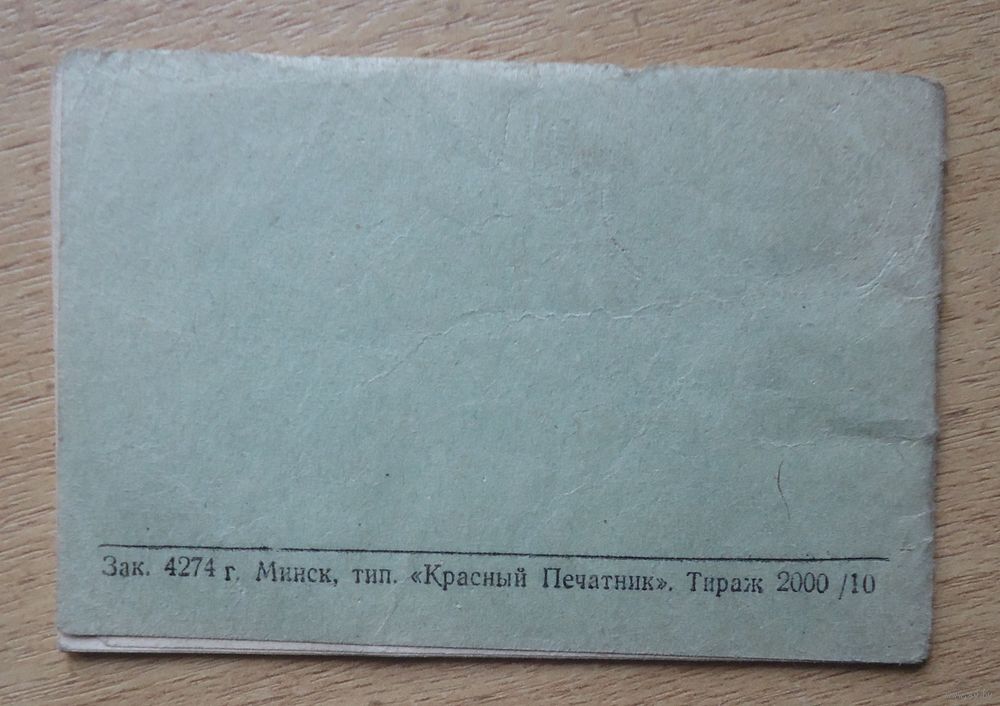 Зак. 4274 г. Минск, тип. «Красный Печатник». Тираж 2000 /10